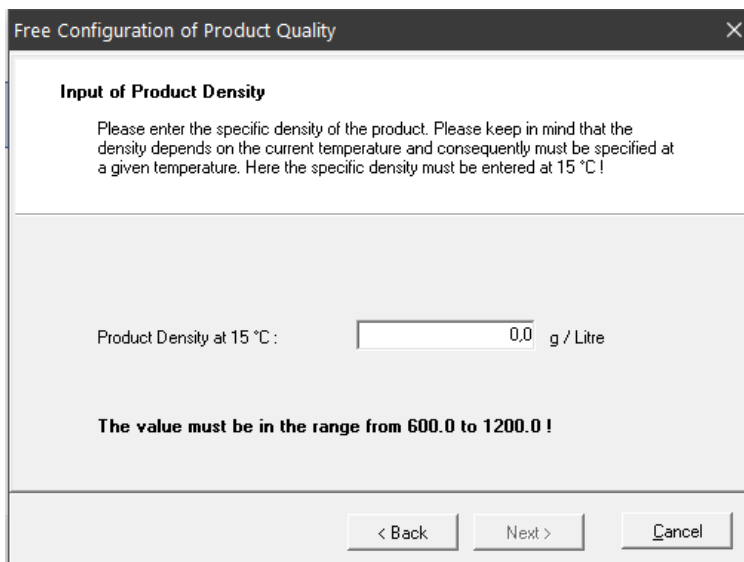 Free Configuration of Product Quality
Input of Product Density
Please enter the specific density of the product. Please keep in mind that the
density depends on the current temperature and consequently must be specified at
a given temperature. Here the specific density must be entered at 15 °C !
Product Density at 15 °C : 0,0 g / Litre
The value must be in the range from 600.0 to 1200.0 !
< Back Next > Cancel